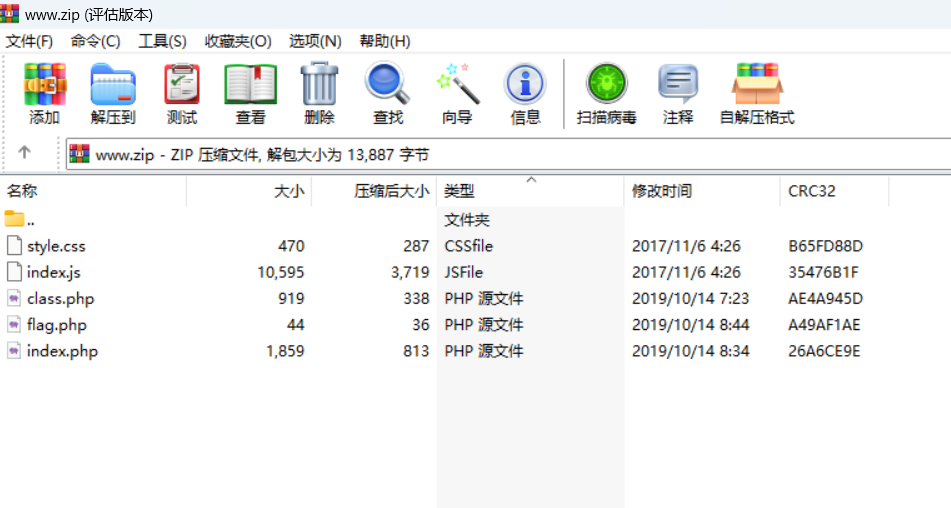 www.zip (评估版本)
文件(F) 命令(C) 工具(S) 收藏夹(O) 选项(N) 帮助(H)
添加 解压到 测试 查看 删除 查找 向导 信息 扫描病毒 注释 自解压格式
www.zip - ZIP 压缩文件, 解包大小为 13,887 字节
名称 大小 压缩后大小 类型 修改时间 CRC32
.. 文件夹
style.css 470 287 CSSfile 2017/11/6 4:26 B65FD88D
index.js 10,595 3,719 JSFile 2017/11/6 4:26 35476B1F
class.php 919 338 PHP 源文件 2019/10/14 7:23 AE4A945D
flag.php 44 36 PHP 源文件 2019/10/14 8:44 A49AF1AE
index.php 1,859 813 PHP 源文件 2019/10/14 8:34 26A6CE9E